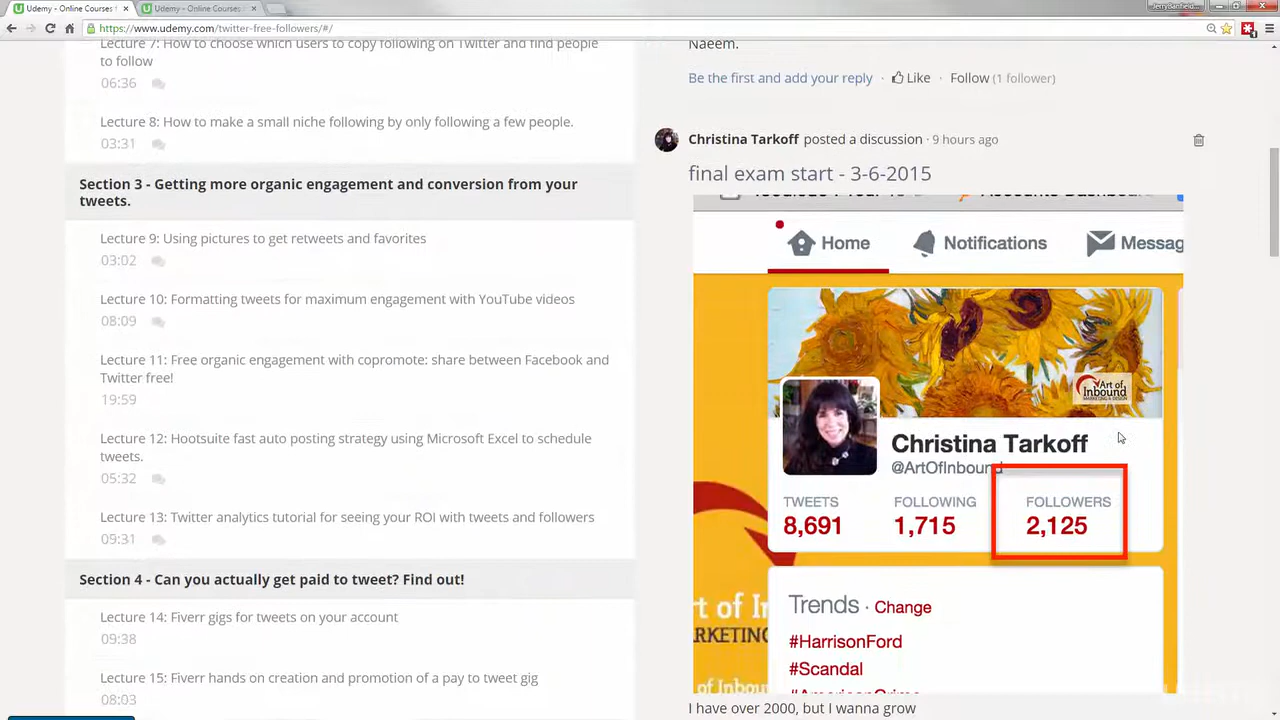 Udemy - Online Courses
Udemy - Online Courses
JerryBanfield...
https://www.udemy.com/twitter-free-followers/#/
Lecture 7: How to choose which users to copy following on Twitter and find people
to follow
06:36
Lecture 8: How to make a small niche following by only following a few people.
03:31
Section 3 - Getting more organic engagement and conversion from your
tweets.
Lecture 9: Using pictures to get retweets and favorites
03:02
Lecture 10: Formatting tweets for maximum engagement with YouTube videos
08:09
Lecture 11: Free organic engagement with copromote: share between Facebook and
Twitter free!
19:59
Lecture 12: Hootsuite fast auto posting strategy using Microsoft Excel to schedule
tweets.
05:32
Lecture 13: Twitter analytics tutorial for seeing your ROI with tweets and followers
09:31
Section 4 - Can you actually get paid to tweet? Find out!
Lecture 14: Fiverr gigs for tweets on your account
09:38
Lecture 15: Fiverr hands on creation and promotion of a pay to tweet gig
08:03
Naeem.
Be the first and add your reply · Like · Follow (1 follower)
Christina Tarkoff posted a discussion · 9 hours ago
final exam start - 3-6-2015
Home Notifications Messag
Art of
Inbound
MARKETING & DESIGN
Christina Tarkoff
@ArtOfInbound
TWEETS FOLLOWING FOLLOWERS
8,691 1,715 2,125
Trends · Change
#HarrisonFord
#Scandal
#AmericanCrime
I have over 2000, but I wanna grow